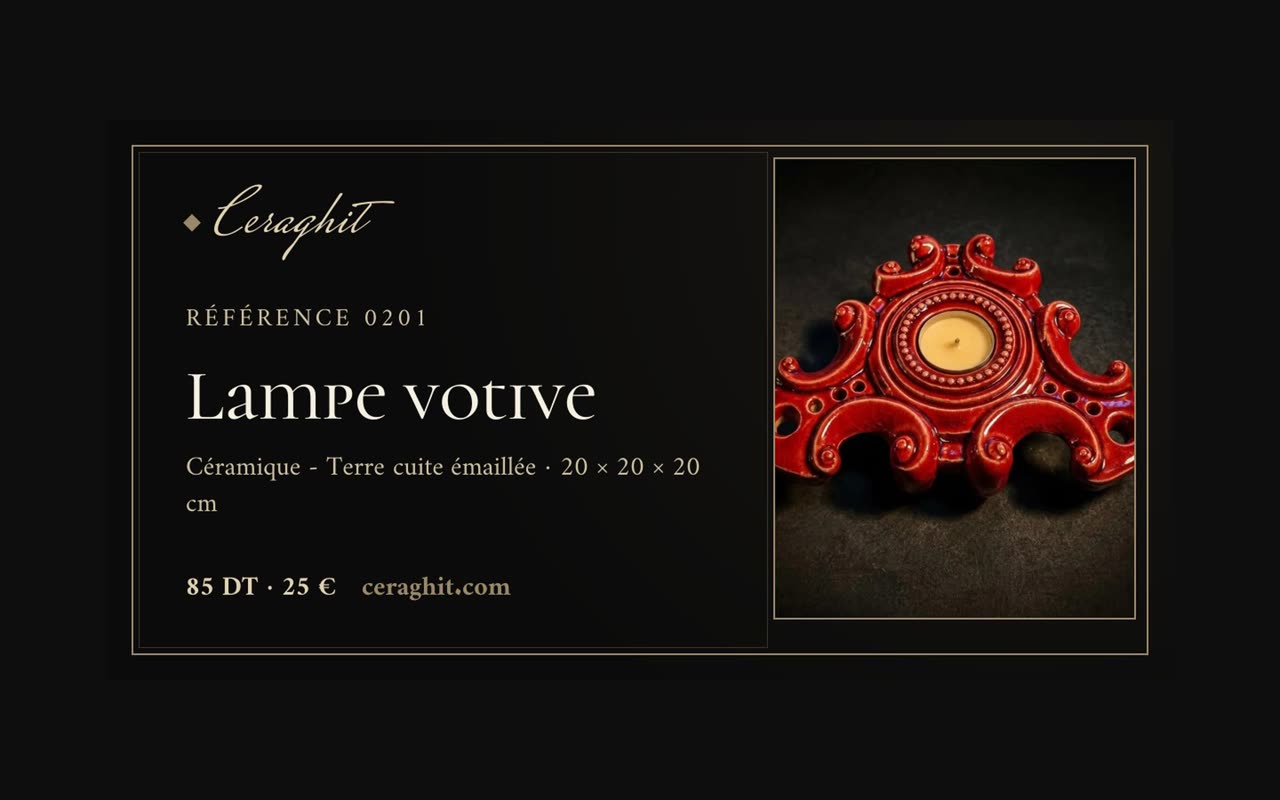 Ceraghit
RÉFÉRENCE 0201
Lampe votive
Céramique - Terre cuite émaillée · 20 × 20 × 20
cm
85 DT · 25 € ceraghit.com